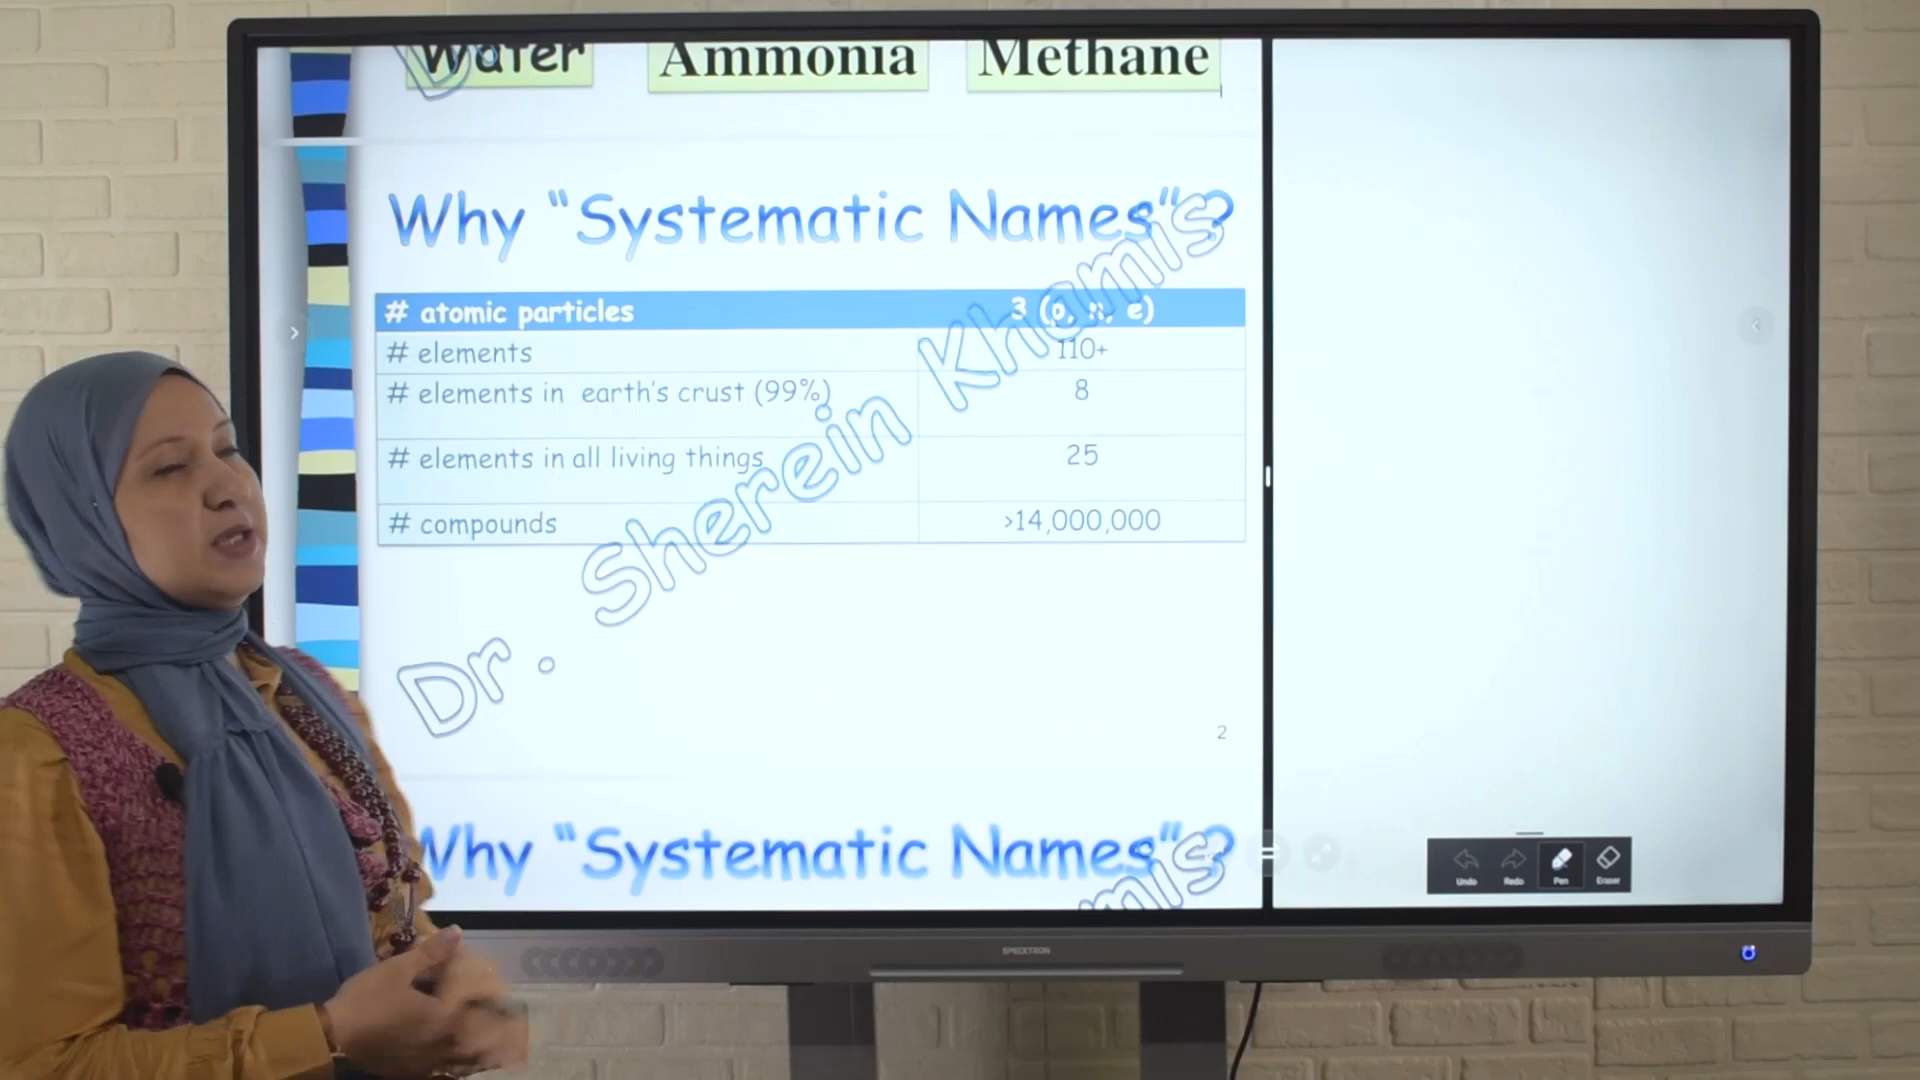 Water Ammonia Methane
Why “Systematic Names”?
# atomic particles 3 (p, n, e)
# elements 110+
# elements in earth's crust (99%) 8
# elements in all living things 25
# compounds >14,000,000
Dr. Sherein Khamis
2
Why “Systematic Names”?
amis
Undo Redo Pen Eraser
SPECKTRON